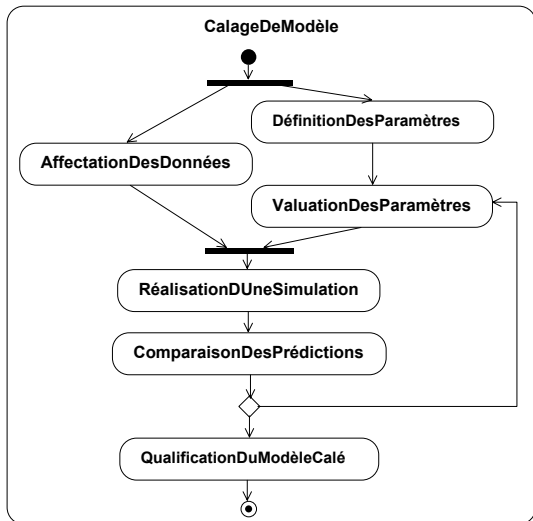 CalageDeModèle
DéfinitionDesParamètres
AffectationDesDonnées
ValuationDesParamètres
RéalisationDUneSimulation
ComparaisonDesPrédictions
QualificationDuModèleCalé